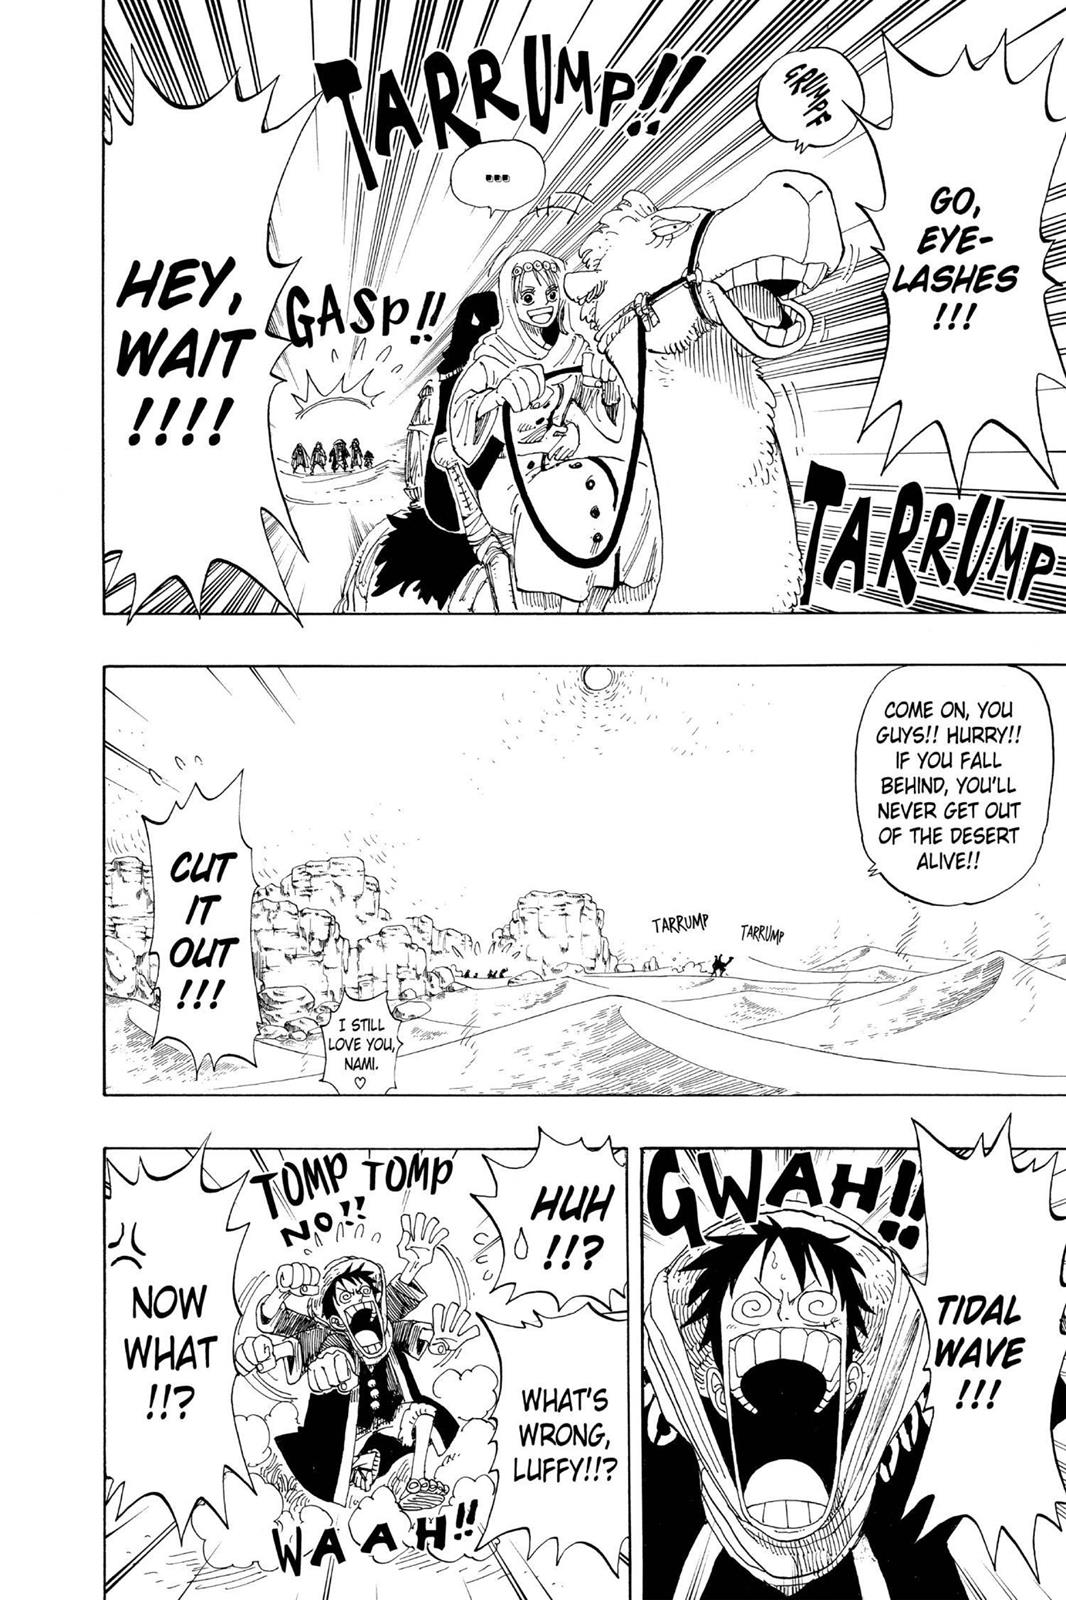 GRUMPF
GO,
EYE-
LASHES
!!!
TARRUMP!!
...
TARRUMP
GASP!!
HEY,
WAIT
!!!!
COME ON, YOU
GUYS!! HURRY!!
IF YOU FALL
BEHIND, YOU'LL
NEVER GET OUT
OF THE DESERT
ALIVE!!
TARRUMP
TARRUMP
I STILL
LOVE YOU,
NAMI.
♡
CUT
IT
OUT
!!!
GWAH!!
TIDAL
WAVE
!!!
HUH
!!?
WHAT'S
WRONG,
LUFFY!!?
TOMP TOMP
NO!!
WAAH!!
NOW
WHAT
!!?